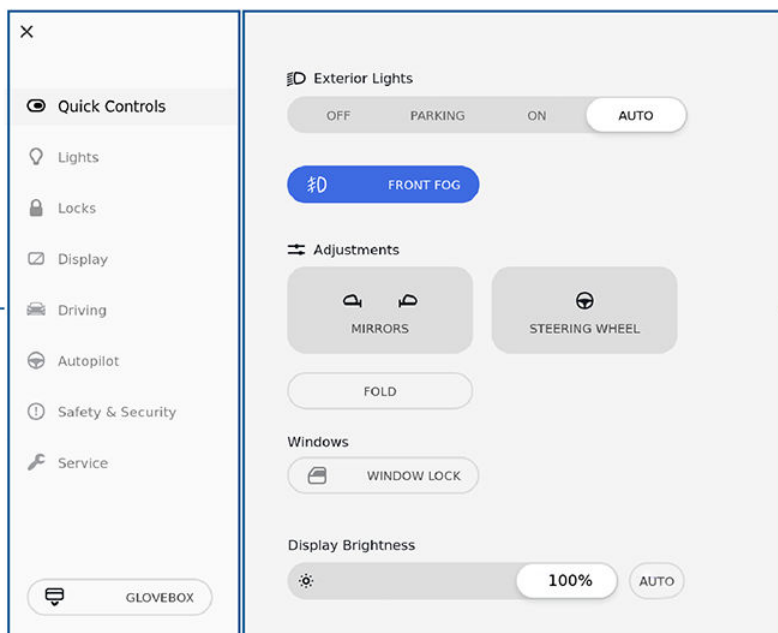 Quick Controls
Lights
Locks
Display
Driving
Autopilot
Safety & Security
Service
GLOVEBOX
Exterior Lights
OFF PARKING ON AUTO
FRONT FOG
Adjustments
MIRRORS STEERING WHEEL
FOLD
Windows
WINDOW LOCK
Display Brightness
100% AUTO